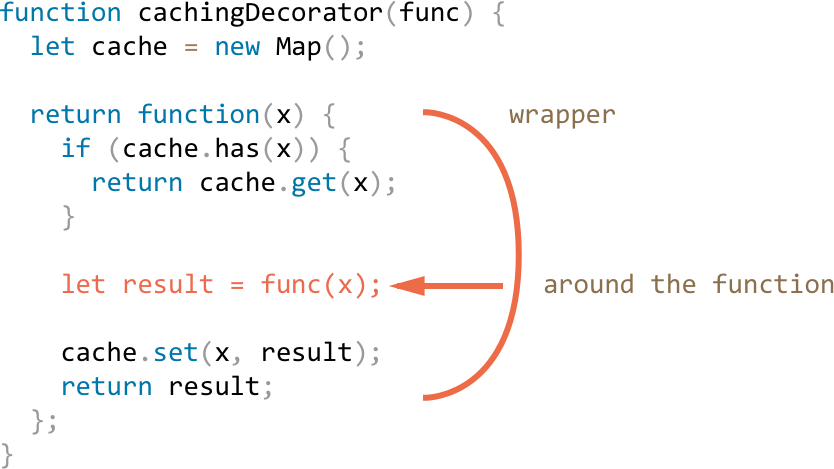 function cachingDecorator(func) {
  let cache = new Map();

  return function(x) { wrapper
    if (cache.has(x)) {
      return cache.get(x);
    }

    let result = func(x); around the function

    cache.set(x, result);
    return result;
  };
}